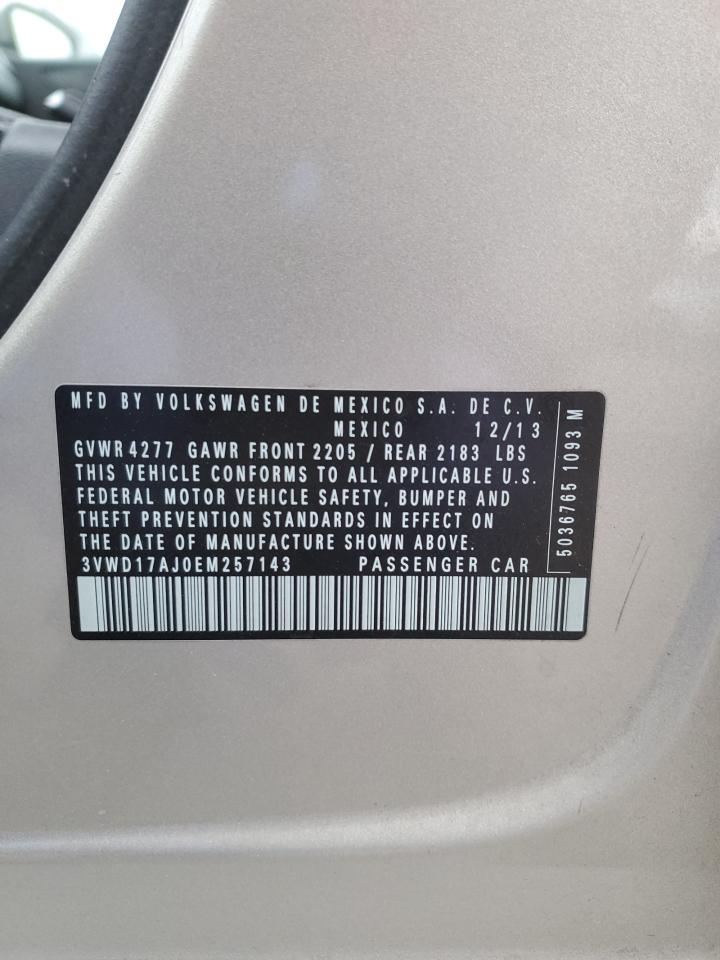 MFD BY VOLKSWAGEN DE MEXICO S.A. DE C.V.
MEXICO 12/13
GVWR 4277 GAWR FRONT 2205 / REAR 2183 LBS
THIS VEHICLE CONFORMS TO ALL APPLICABLE U.S.
FEDERAL MOTOR VEHICLE SAFETY, BUMPER AND
THEFT PREVENTION STANDARDS IN EFFECT ON
THE DATE OF MANUFACTURE SHOWN ABOVE.
3VWD17AJ0EM257143 PASSENGER CAR
5036765 1093 M